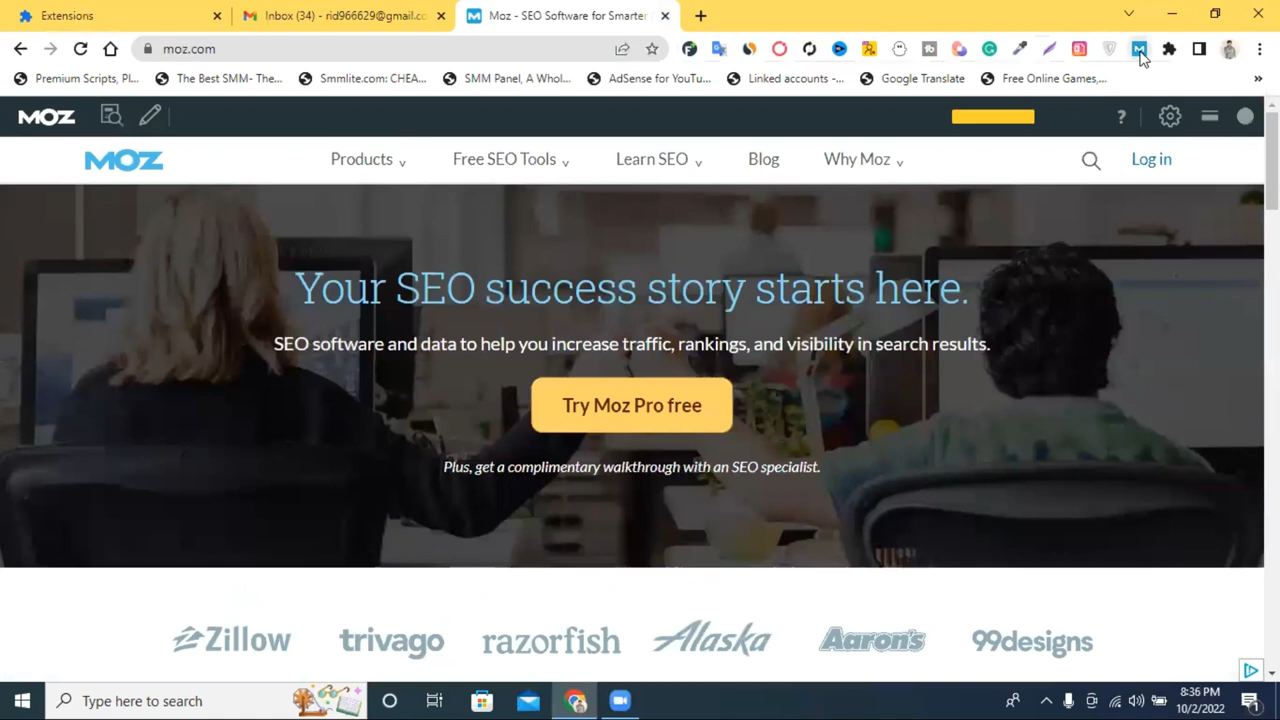 Extensions
Inbox (34) - rid966629@gmail.co
Moz - SEO Software for Smarter
moz.com
Premium Scripts, Pl...
The Best SMM- The...
Smmlite.com: CHEA...
SMM Panel, A Whol...
AdSense for YouTu...
Linked accounts -...
Google Translate
Free Online Games,...
»
MOZ
?
MOZ
Products
Free SEO Tools
Learn SEO
Blog
Why Moz
Log in
Your SEO success story starts here.
SEO software and data to help you increase traffic, rankings, and visibility in search results.
Try Moz Pro free
Plus, get a complimentary walkthrough with an SEO specialist.
Zillow
trivago
razorfish
Alaska
Aaron's
99designs
Type here to search
8:36 PM
10/2/2022